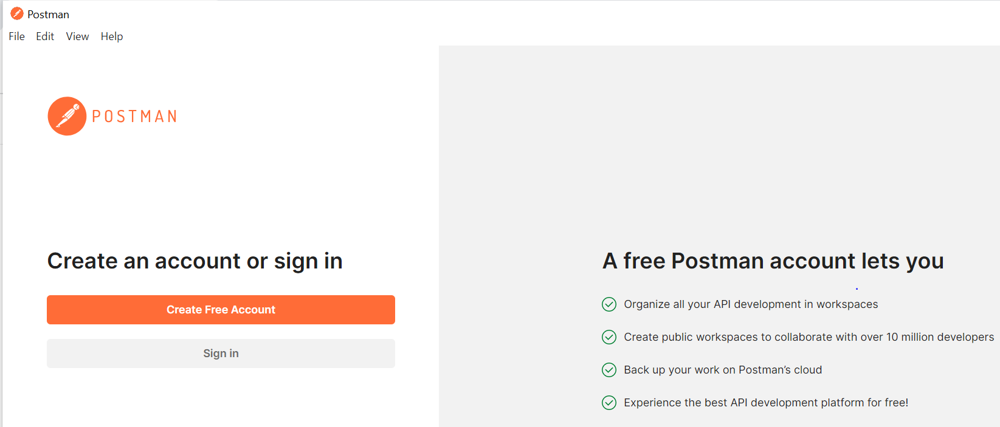 Postman
File Edit View Help
POSTMAN
Create an account or sign in
Create Free Account
Sign in
A free Postman account lets you
Organize all your API development in workspaces
Create public workspaces to collaborate with over 10 million developers
Back up your work on Postman’s cloud
Experience the best API development platform for free!